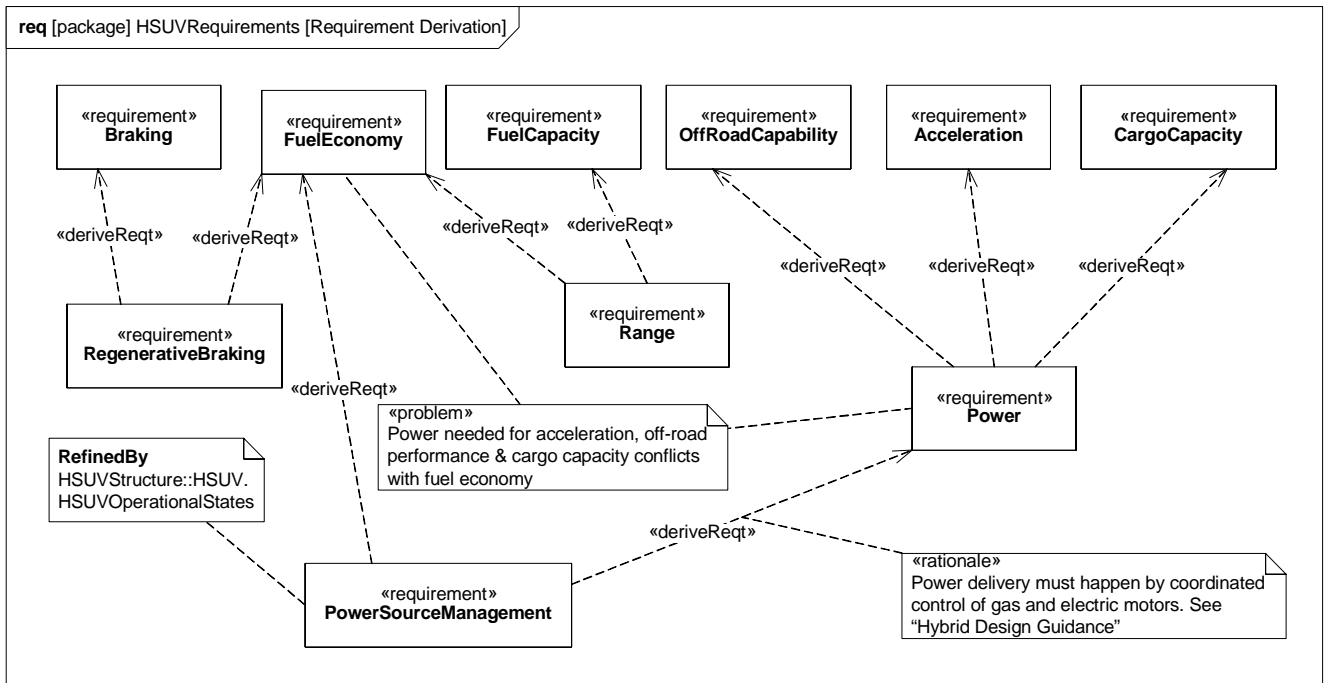 req [package] HSUVRequirements [Requirement Derivation]
«requirement»
Braking
«requirement»
FuelEconomy
«requirement»
FuelCapacity
«requirement»
OffRoadCapability
«requirement»
Acceleration
«requirement»
CargoCapacity
«deriveReqt»
«deriveReqt»
«deriveReqt»
«deriveReqt»
«deriveReqt»
«deriveReqt»
«deriveReqt»
«requirement»
RegenerativeBraking
«requirement»
Range
«deriveReqt»
«requirement»
Power
«problem»
Power needed for acceleration, off-road
performance & cargo capacity conflicts
with fuel economy
RefinedBy
HSUVStructure::HSUV.
HSUVOperationalStates
«deriveReqt»
«requirement»
PowerSourceManagement
«rationale»
Power delivery must happen by coordinated
control of gas and electric motors. See
“Hybrid Design Guidance”